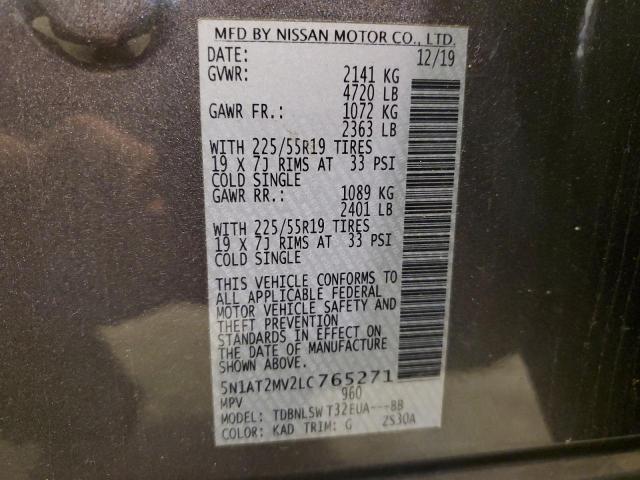 MFD BY NISSAN MOTOR CO., LTD.
DATE: 12/19
GVWR: 2141 KG
4720 LB
GAWR FR.: 1072 KG
2363 LB
WITH 225/55R19 TIRES
19 X 7J RIMS AT 33 PSI
COLD SINGLE
GAWR RR.: 1089 KG
2401 LB
WITH 225/55R19 TIRES
19 X 7J RIMS AT 33 PSI
COLD SINGLE
THIS VEHICLE CONFORMS TO
ALL APPLICABLE FEDERAL
MOTOR VEHICLE SAFETY AND
THEFT PREVENTION
STANDARDS IN EFFECT ON
THE DATE OF MANUFACTURE
SHOWN ABOVE.
5N1AT2MV2LC765271
MPV 960
MODEL: TDBNLSW T32EUA---BB
COLOR: KAD TRIM: G 2S30A